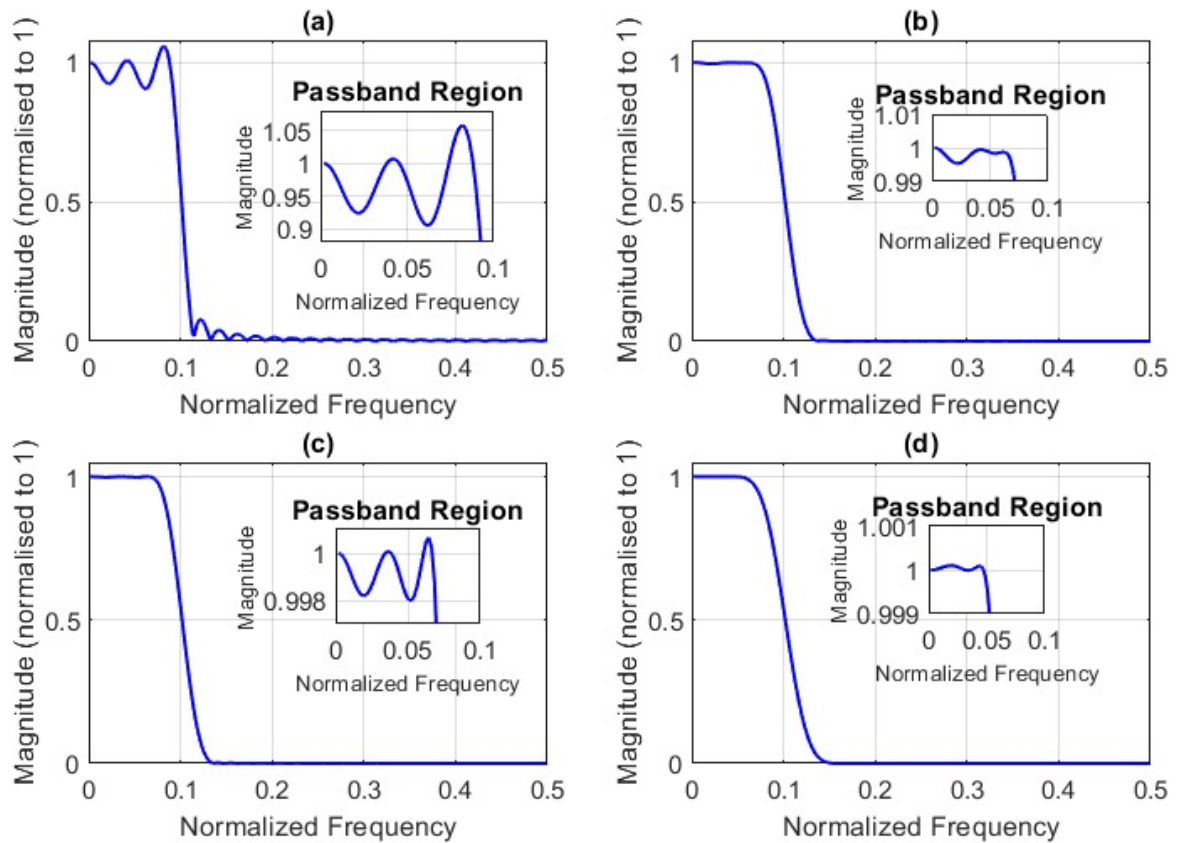 (a)
Magnitude (normalised to 1)
1
0.5
0
0
0.1
0.2
0.3
0.4
0.5
Normalized Frequency
Passband Region
Magnitude
1.05
1
0.95
0.9
0
0.05
0.1
Normalized Frequency
(b)
Magnitude (normalised to 1)
1
0.5
0
0
0.1
0.2
0.3
0.4
0.5
Normalized Frequency
Passband Region
Magnitude
1.01
1
0.99
0
0.05
0.1
Normalized Frequency
(c)
Magnitude (normalised to 1)
1
0.5
0
0
0.1
0.2
0.3
0.4
0.5
Normalized Frequency
Passband Region
Magnitude
1
0.998
0
0.05
0.1
Normalized Frequency
(d)
Magnitude (normalised to 1)
1
0.5
0
0
0.1
0.2
0.3
0.4
0.5
Normalized Frequency
Passband Region
Magnitude
1.001
1
0.999
0
0.05
0.1
Normalized Frequency